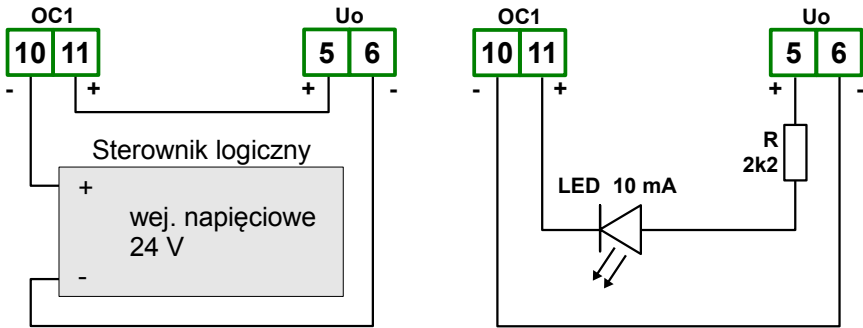 OC1
Uo
10 11
5 6
- +
+ -
Sterownik logiczny
+
wej. napięciowe
24 V
-
OC1
Uo
10 11
5 6
- +
+ -
R
2k2
LED 10 mA